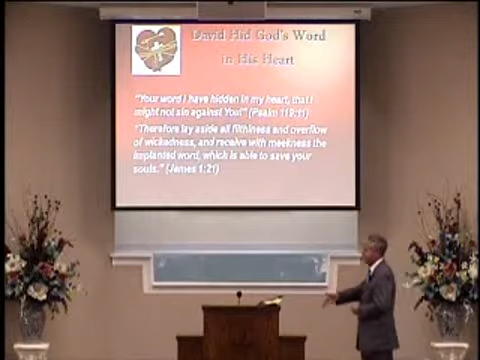 David Hid God's Word
in His Heart
"Your word I have hidden in my heart, that I
might not sin against You!" (Psalm 119:11)
"Therefore lay aside all filthiness and overflow
of wickedness, and receive with meekness the
implanted word, which is able to save your
souls." (James 1:21)